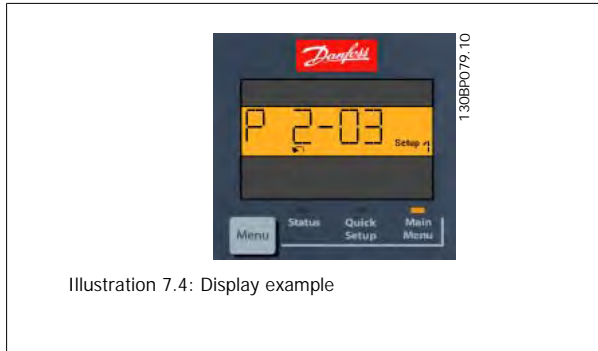 Danfoss
130BP079.10
P 2-03
Setup 1
Menu
Status
Quick Setup
Main Menu
Illustration 7.4: Display example